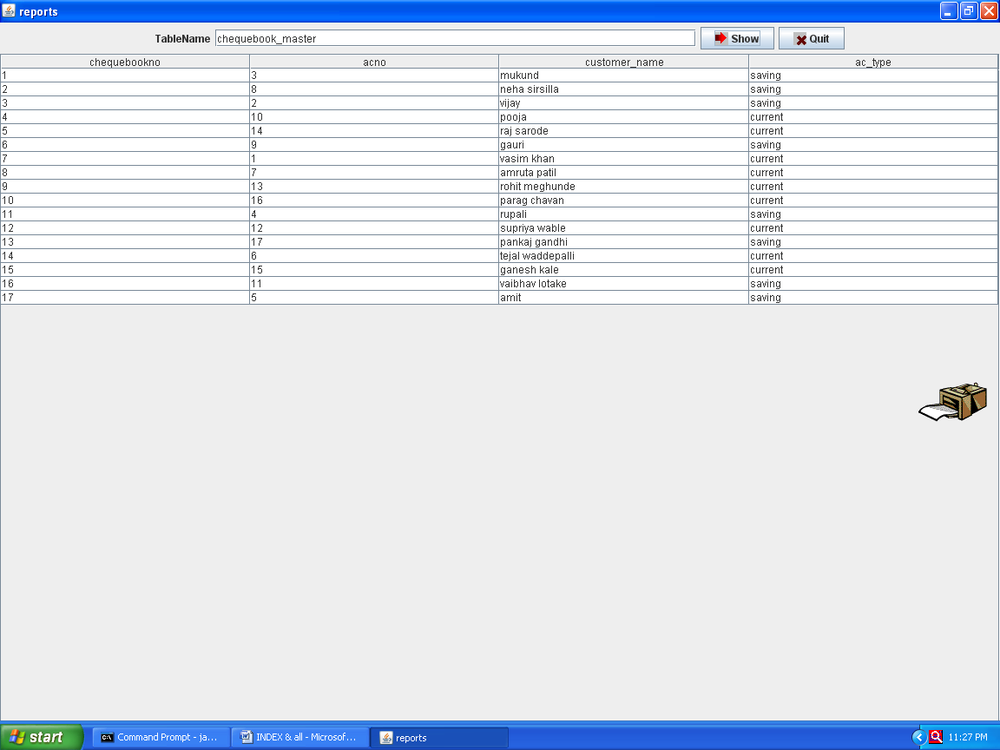 reports
TableName chequebook_master Show Quit
chequebookno acno customer_name ac_type
1 3 mukund saving
2 8 neha sirsilla saving
3 2 vijay saving
4 10 pooja current
5 14 raj sarode current
6 9 gauri saving
7 1 vasim khan current
8 7 amruta patil current
9 13 rohit meghunde current
10 16 parag chavan current
11 4 rupali saving
12 12 supriya wable current
13 17 pankaj gandhi saving
14 6 tejal waddepalli current
15 15 ganesh kale current
16 11 vaibhav lotake saving
17 5 amit saving
start Command Prompt - ja... INDEX & all - Microsof... reports 11:27 PM